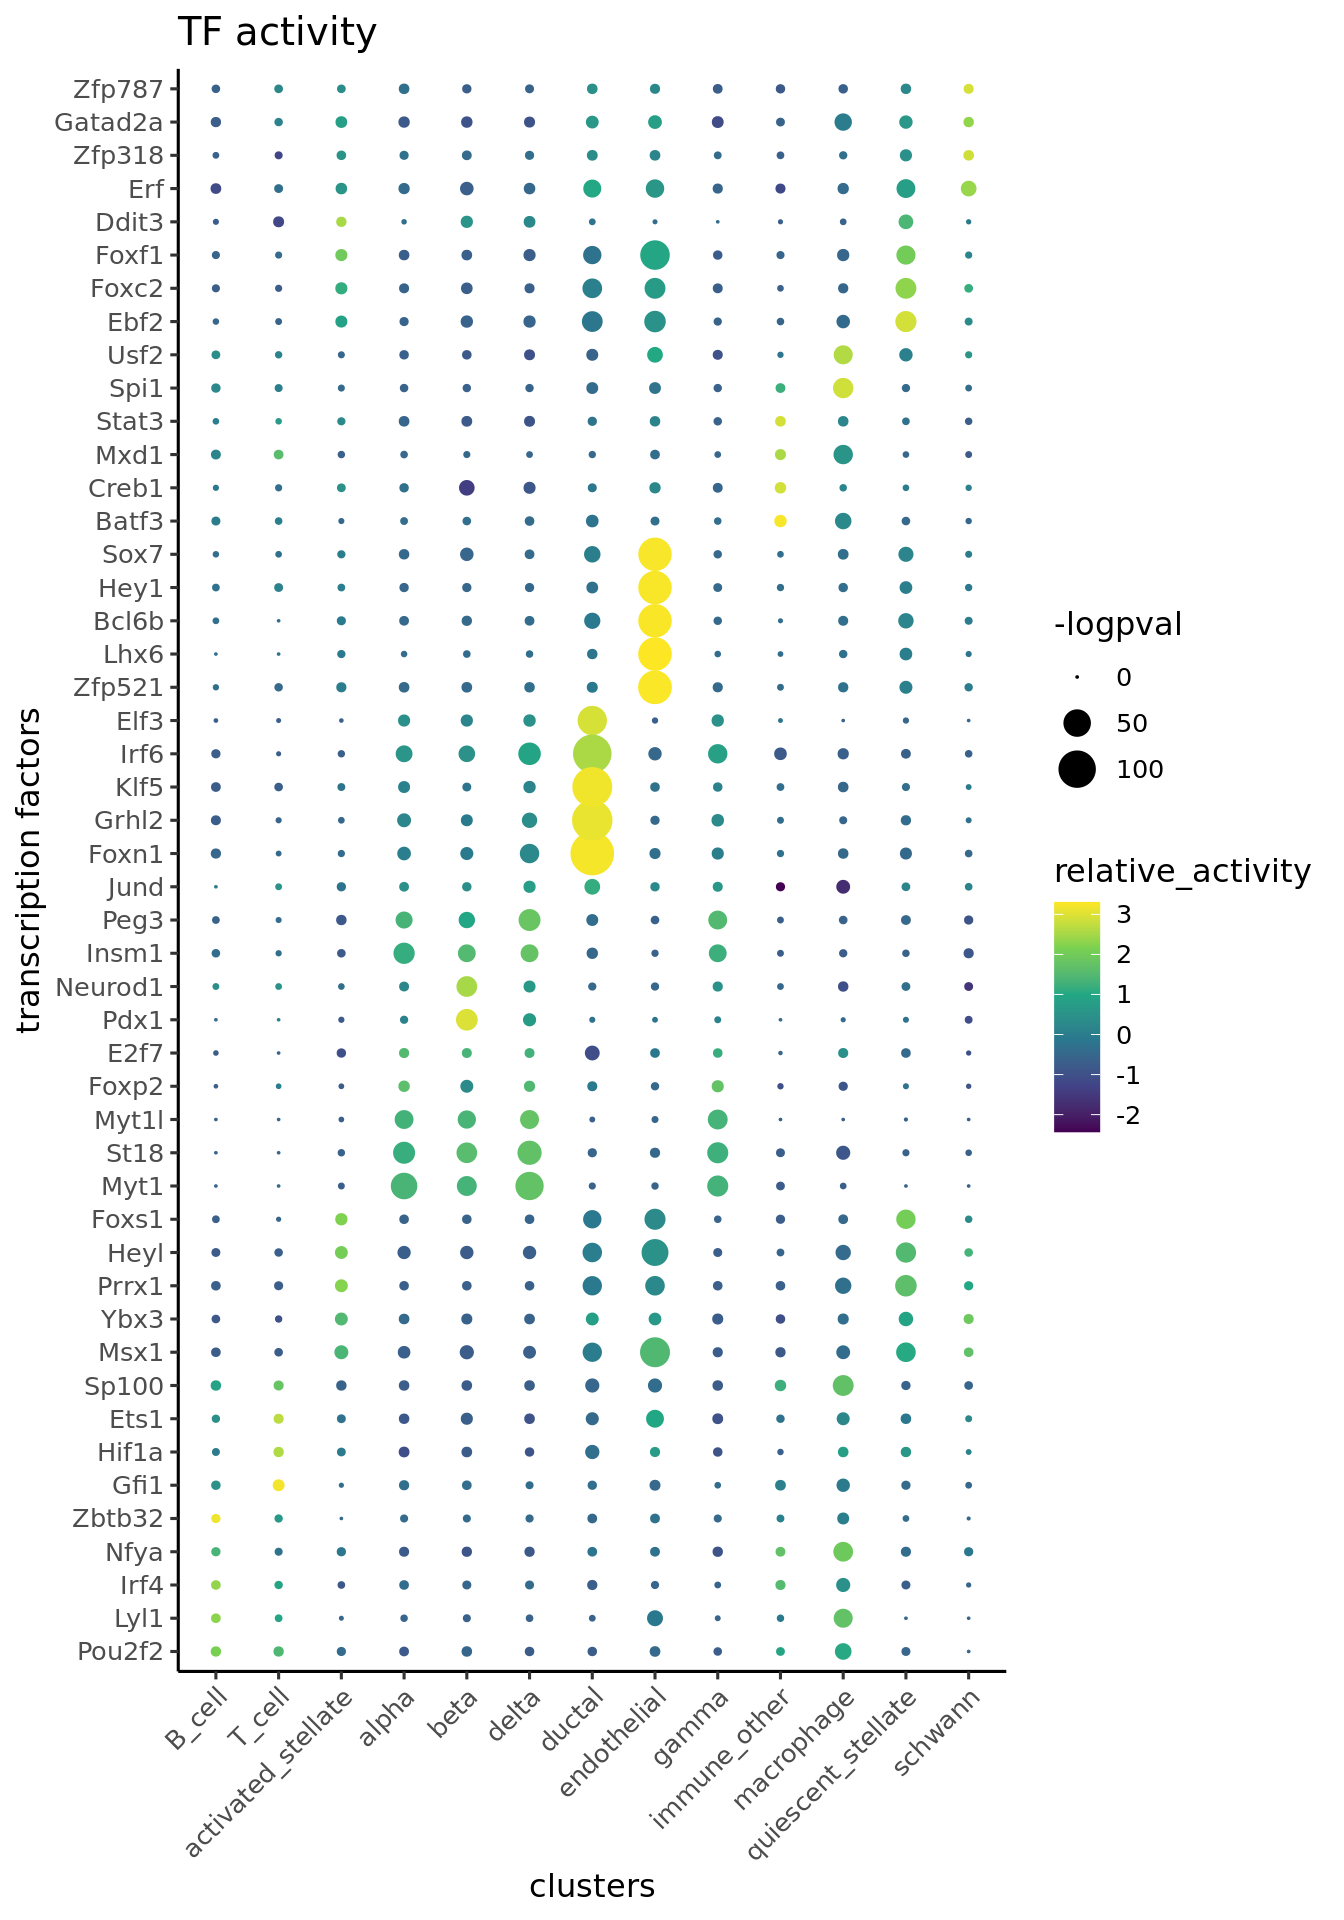 TF activity
Zfp787
Gatad2a
Zfp318
Erf
Ddit3
Foxf1
Foxc2
Ebf2
Usf2
Spi1
Stat3
Mxd1
Creb1
Batf3
Sox7
Hey1
Bcl6b
Lhx6
Zfp521
Elf3
Irf6
Klf5
Grhl2
Foxn1
Jund
Peg3
Insm1
Neurod1
Pdx1
E2f7
Foxp2
Myt1l
St18
Myt1
Foxs1
Heyl
Prrx1
Ybx3
Msx1
Sp100
Ets1
Hif1a
Gfi1
Zbtb32
Nfya
Irf4
Lyl1
Pou2f2
transcription factors
B_cell
T_cell
activated_stellate
alpha
beta
delta
ductal
endothelial
gamma
immune_other
macrophage
quiescent_stellate
schwann
clusters
-logpval
0
50
100
relative_activity
3
2
1
0
-1
-2